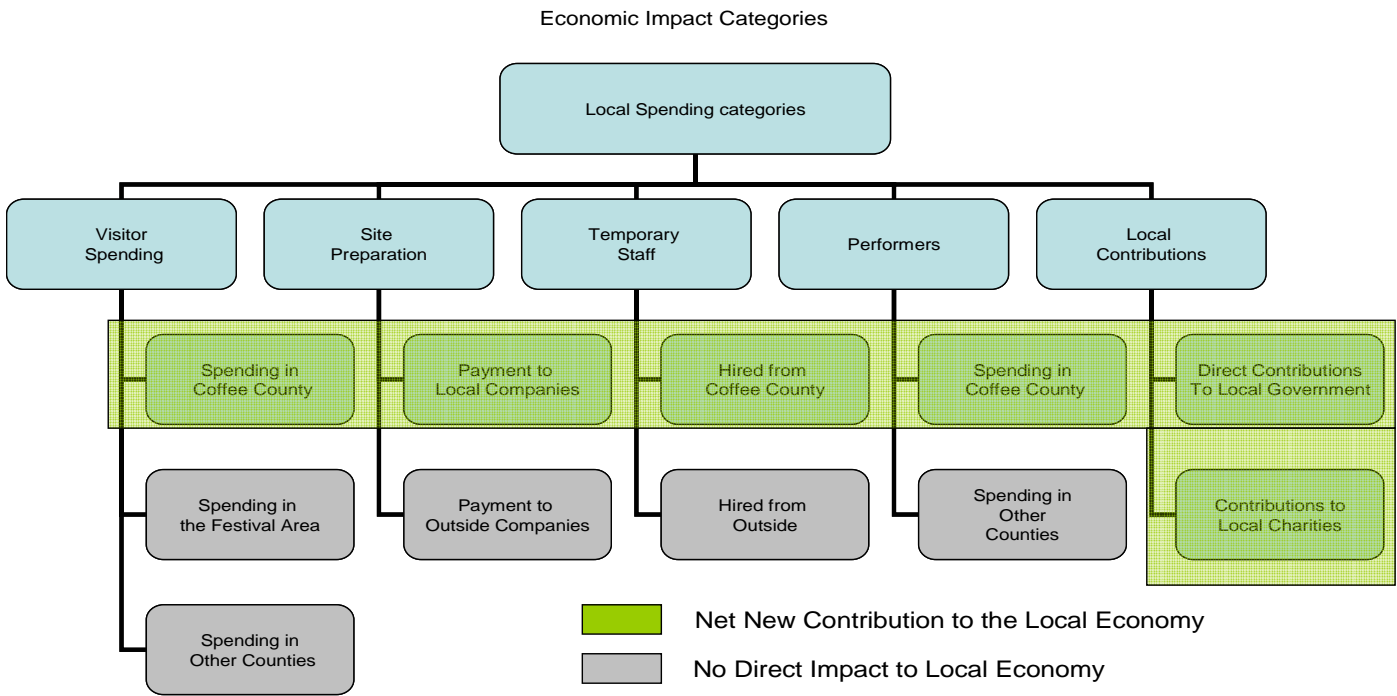 Economic Impact Categories
Local Spending categories
Visitor
Spending
Site
Preparation
Temporary
Staff
Performers
Local
Contributions
Spending in
Coffee County
Payment to
Local Companies
Hired from
Coffee County
Spending in
Coffee County
Direct Contributions
To Local Government
Spending in
the Festival Area
Payment to
Outside Companies
Hired from
Outside
Spending in
Other
Counties
Contributions to
Local Charities
Spending in
Other Counties
Net New Contribution to the Local Economy
No Direct Impact to Local Economy